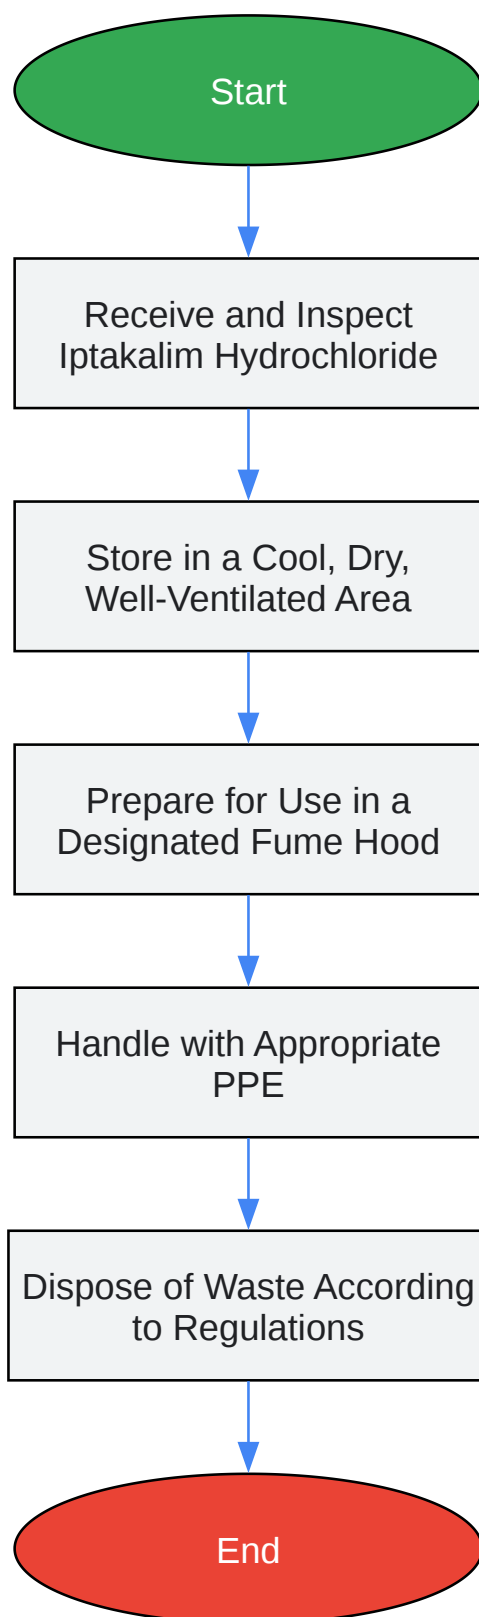 Start
Receive and Inspect
Iptakalim Hydrochloride
Store in a Cool, Dry,
Well-Ventilated Area
Prepare for Use in a
Designated Fume Hood
Handle with Appropriate
PPE
Dispose of Waste According
to Regulations
End